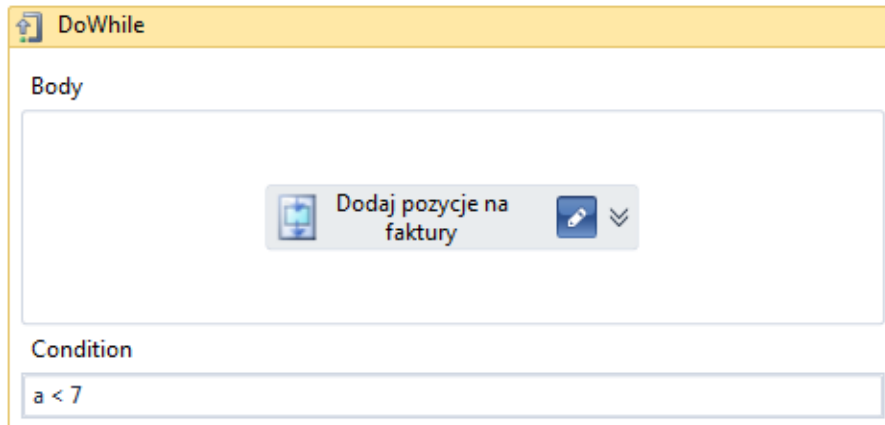 DoWhile
Body
Dodaj pozycje na
faktury
Condition
a < 7